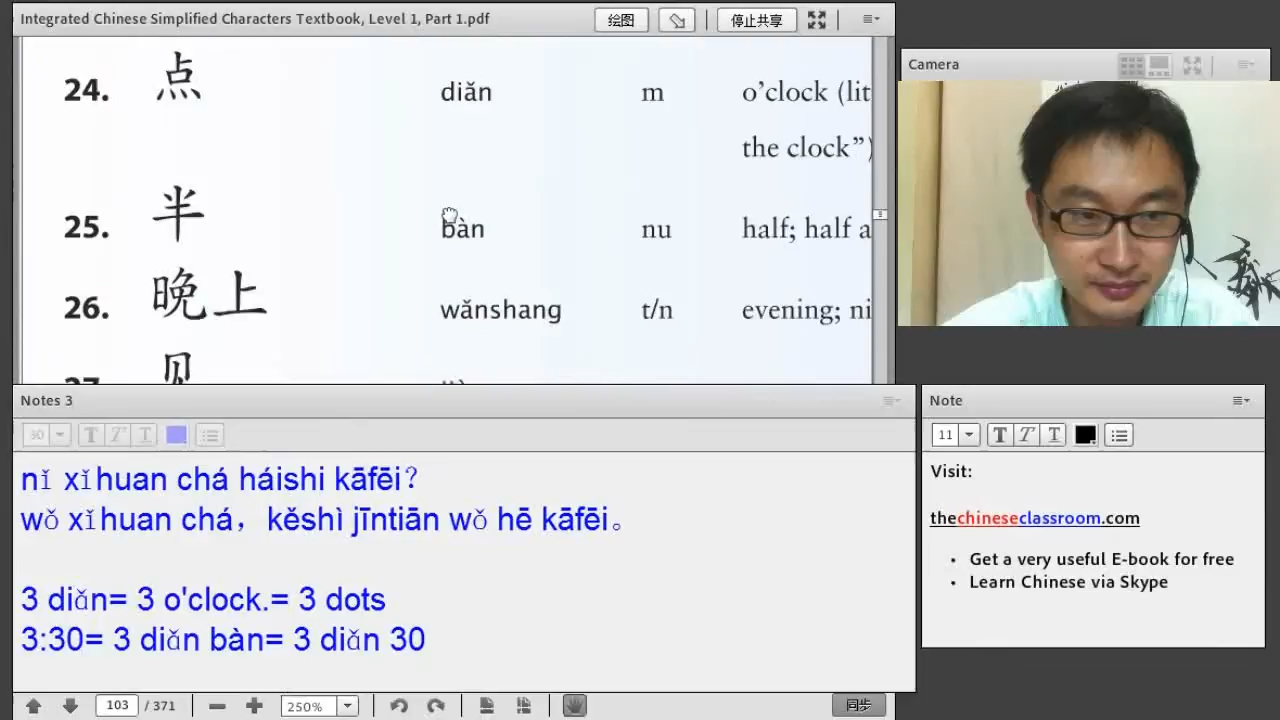 Integrated Chinese Simplified Characters Textbook, Level 1, Part 1.pdf
绘图
停止共享
24. 点 diǎn m o'clock (lit
the clock")
25. 半 bàn nu half; half a
26. 晚上 wǎnshang t/n evening; ni
27. 见
Camera
Notes 3
30
nǐ xǐhuan chá háishi kāfēi？
wǒ xǐhuan chá，kěshì jīntiān wǒ hē kāfēi。
3 diǎn= 3 o'clock.= 3 dots
3:30= 3 diǎn bàn= 3 diǎn 30
103 / 371
250%
同步
Note
11
Visit:
thechineseclassroom.com
• Get a very useful E-book for free
• Learn Chinese via Skype